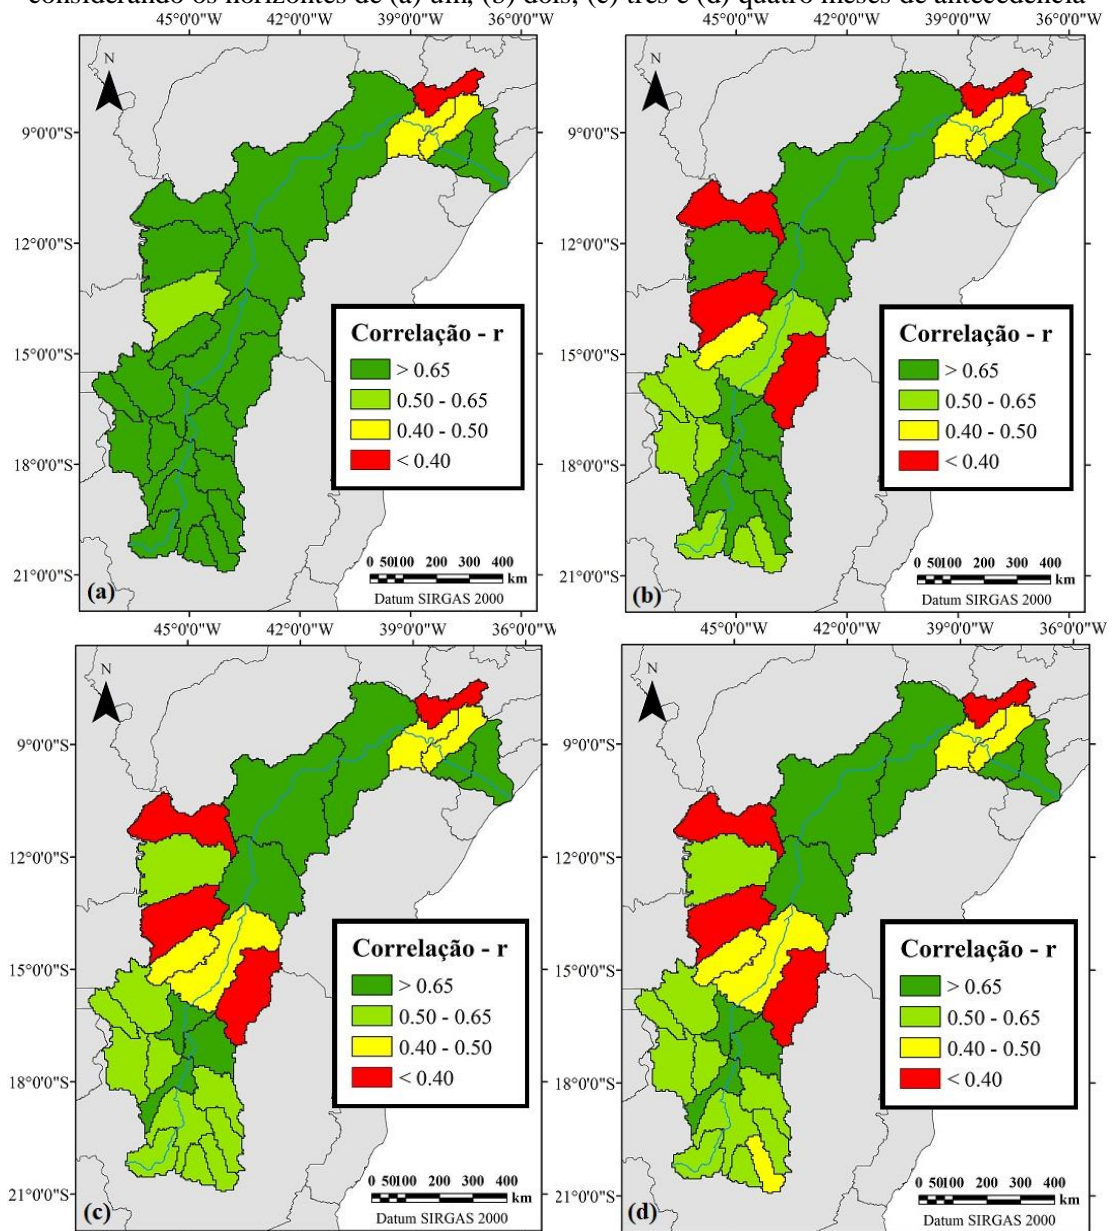 considerando os horizontes de (a) um, (b) dois, (c) três e (d) quatro meses de antecedência
45°0'0"W 42°0'0"W 39°0'0"W 36°0'0"W
N
9°0'0"S
12°0'0"S
15°0'0"S
18°0'0"S
21°0'0"S
Correlação - r
> 0.65
0.50 - 0.65
0.40 - 0.50
< 0.40
0 50100 200 300 400
km
Datum SIRGAS 2000
(a)
45°0'0"W 42°0'0"W 39°0'0"W 36°0'0"W
N
9°0'0"S
12°0'0"S
15°0'0"S
18°0'0"S
21°0'0"S
Correlação - r
> 0.65
0.50 - 0.65
0.40 - 0.50
< 0.40
0 50100 200 300 400
km
Datum SIRGAS 2000
(b)
45°0'0"W 42°0'0"W 39°0'0"W 36°0'0"W
N
9°0'0"S
12°0'0"S
15°0'0"S
18°0'0"S
21°0'0"S
Correlação - r
> 0.65
0.50 - 0.65
0.40 - 0.50
< 0.40
0 50100 200 300 400
km
Datum SIRGAS 2000
(c)
45°0'0"W 42°0'0"W 39°0'0"W 36°0'0"W
N
9°0'0"S
12°0'0"S
15°0'0"S
18°0'0"S
21°0'0"S
Correlação - r
> 0.65
0.50 - 0.65
0.40 - 0.50
< 0.40
0 50100 200 300 400
km
Datum SIRGAS 2000
(d)